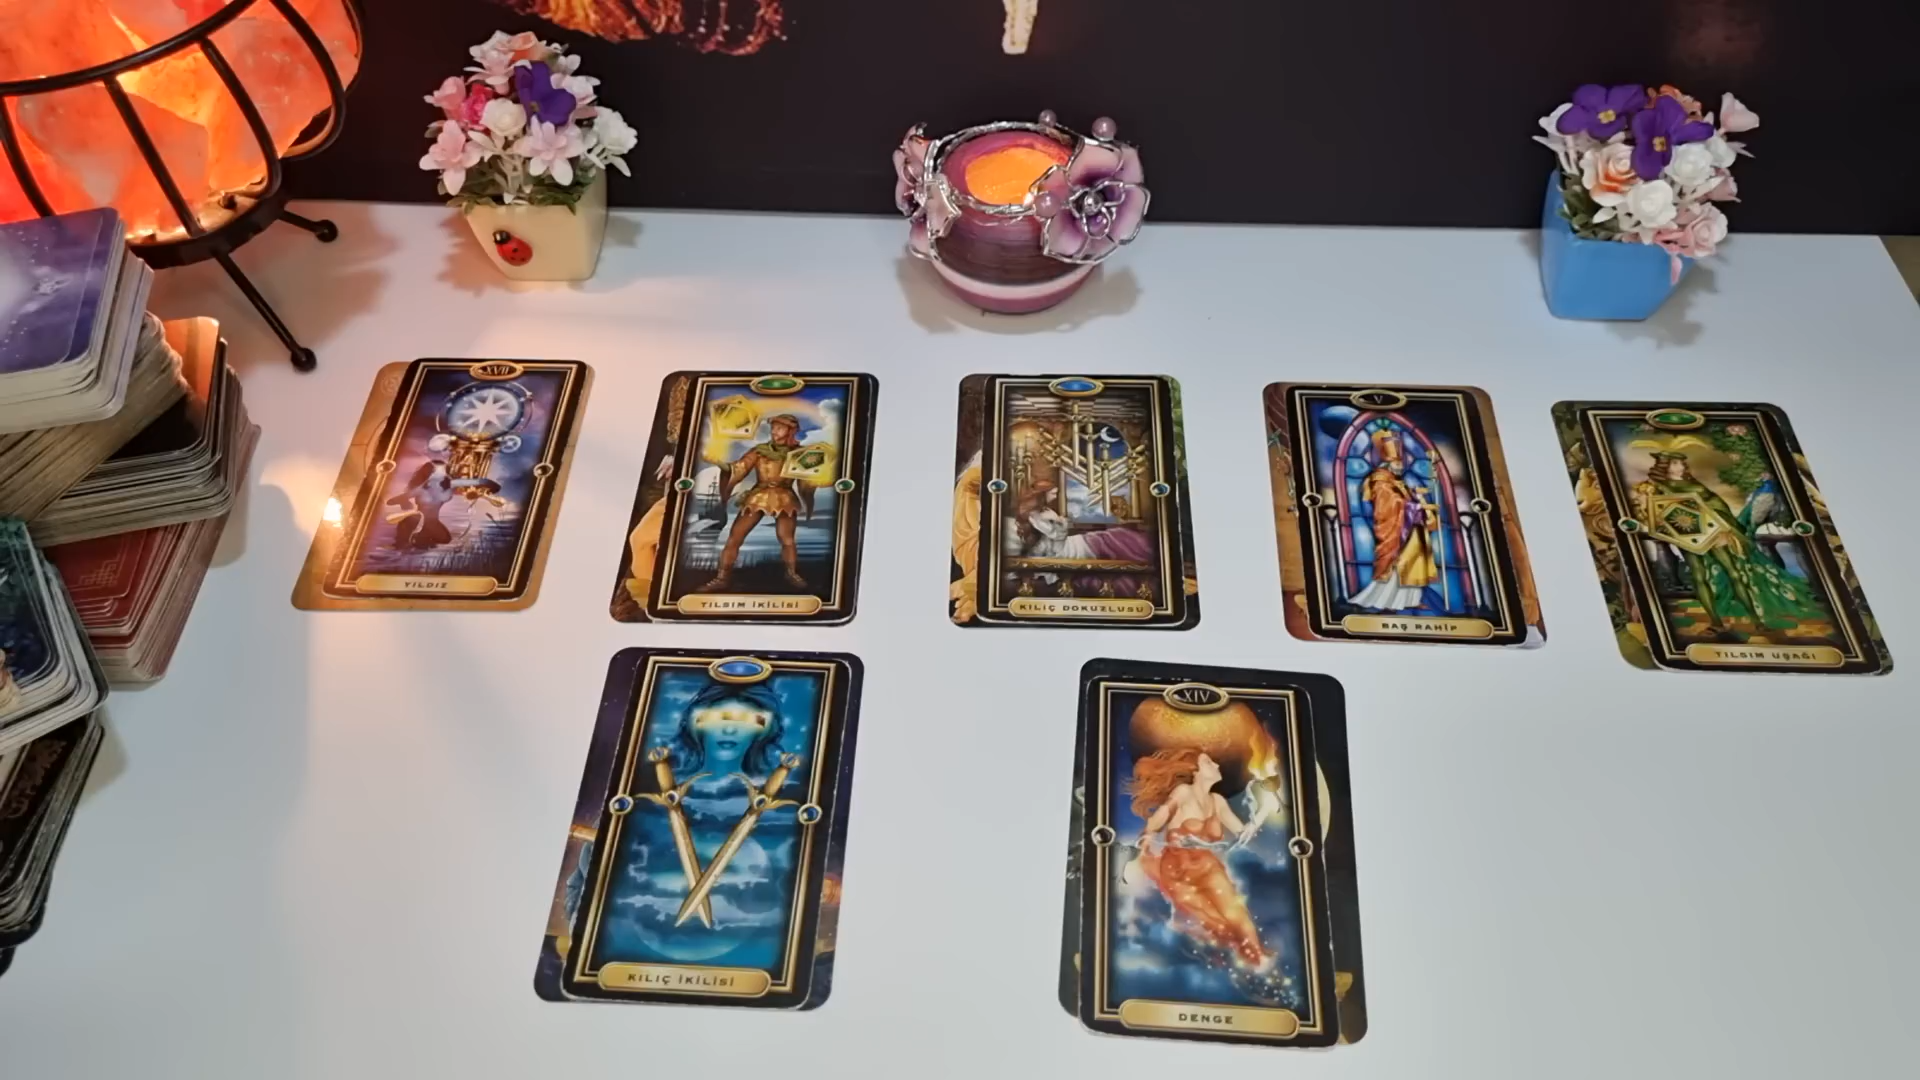 XVII
YILDIZ
TILSIM İKİLİSİ
KILIÇ DOKUZLUSU
V
BAŞ RAHİP
TILSIM UŞAĞI
KILIÇ İKİLİSİ
XIV
DENGE